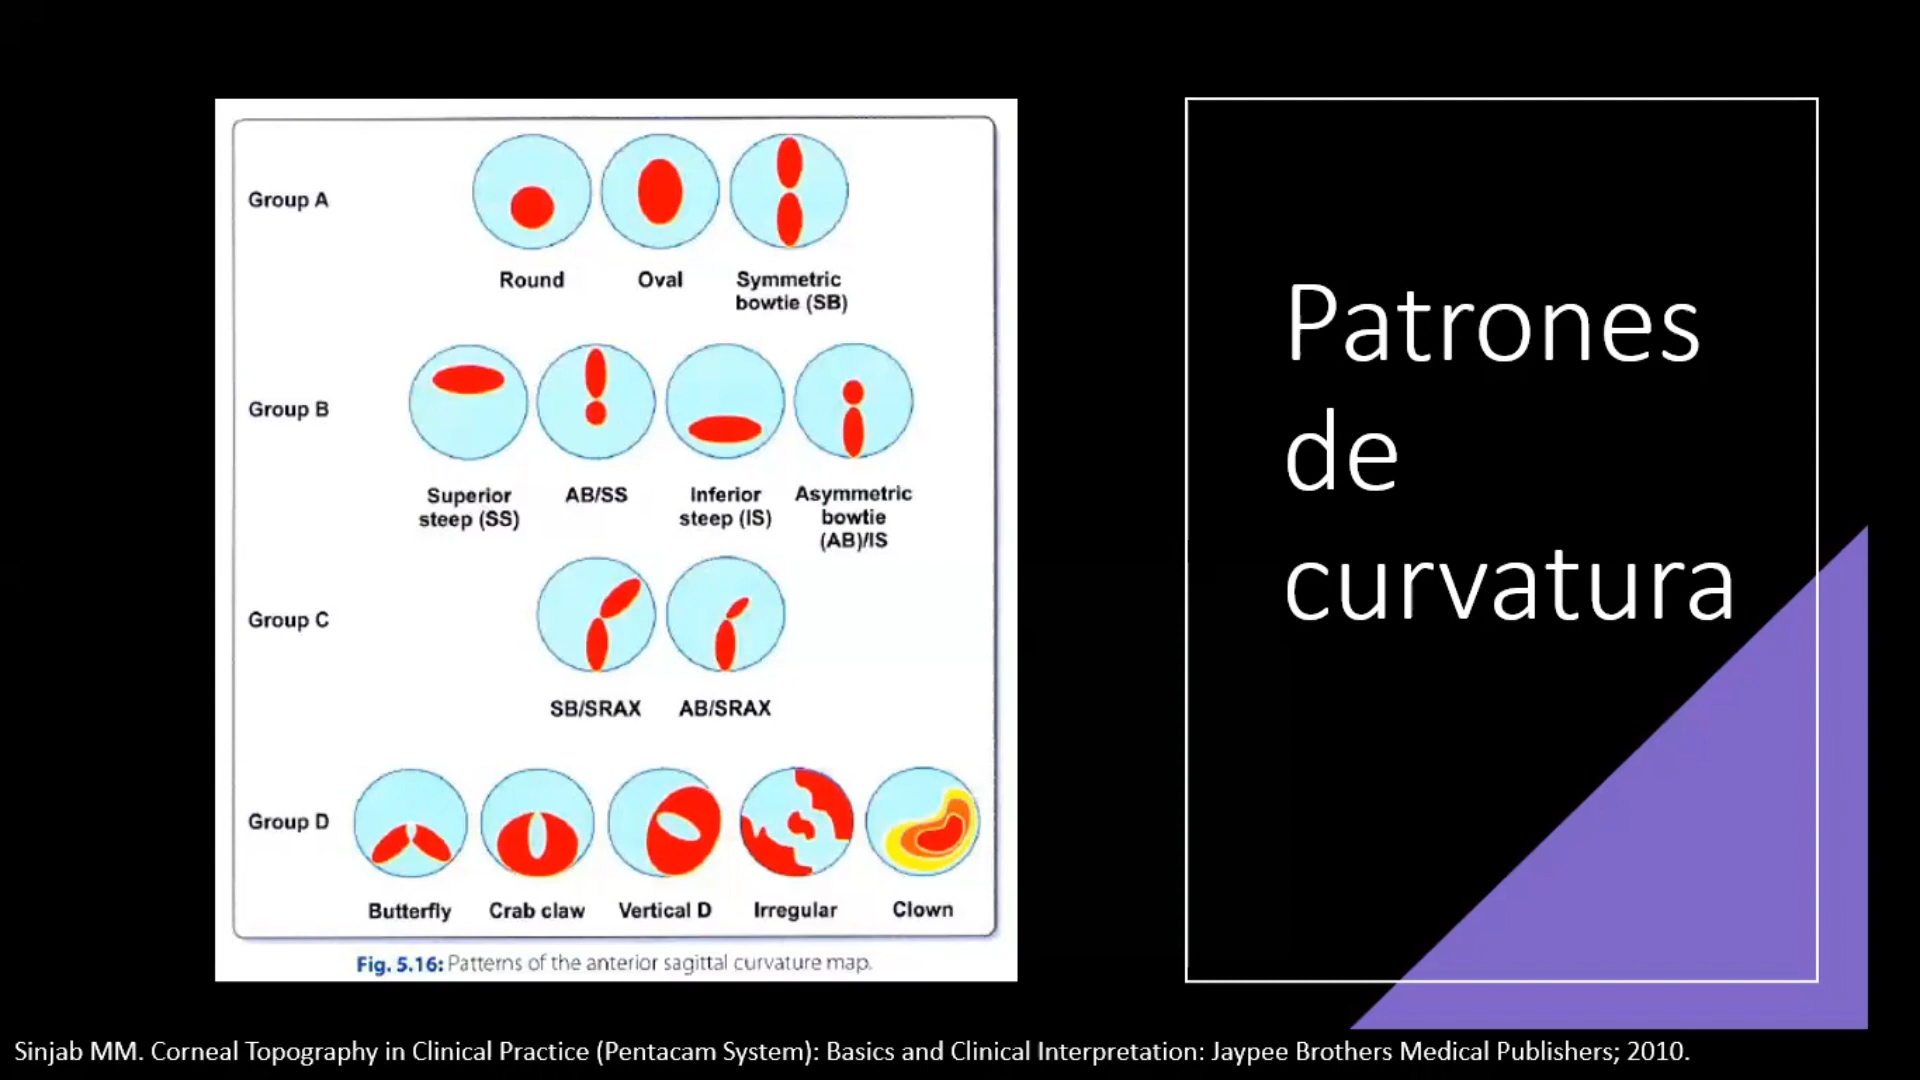 Group A
Round
Oval
Symmetric
bowtie (SB)
Group B
Superior
steep (SS)
AB/SS
Inferior
steep (IS)
Asymmetric
bowtie
(AB)/IS
Group C
SB/SRAX
AB/SRAX
Group D
Butterfly
Crab claw
Vertical D
Irregular
Clown
Fig. 5.16: Patterns of the anterior sagittal curvature map.
Patrones
de
curvatura
Sinjab MM. Corneal Topography in Clinical Practice (Pentacam System): Basics and Clinical Interpretation: Jaypee Brothers Medical Publishers; 2010.